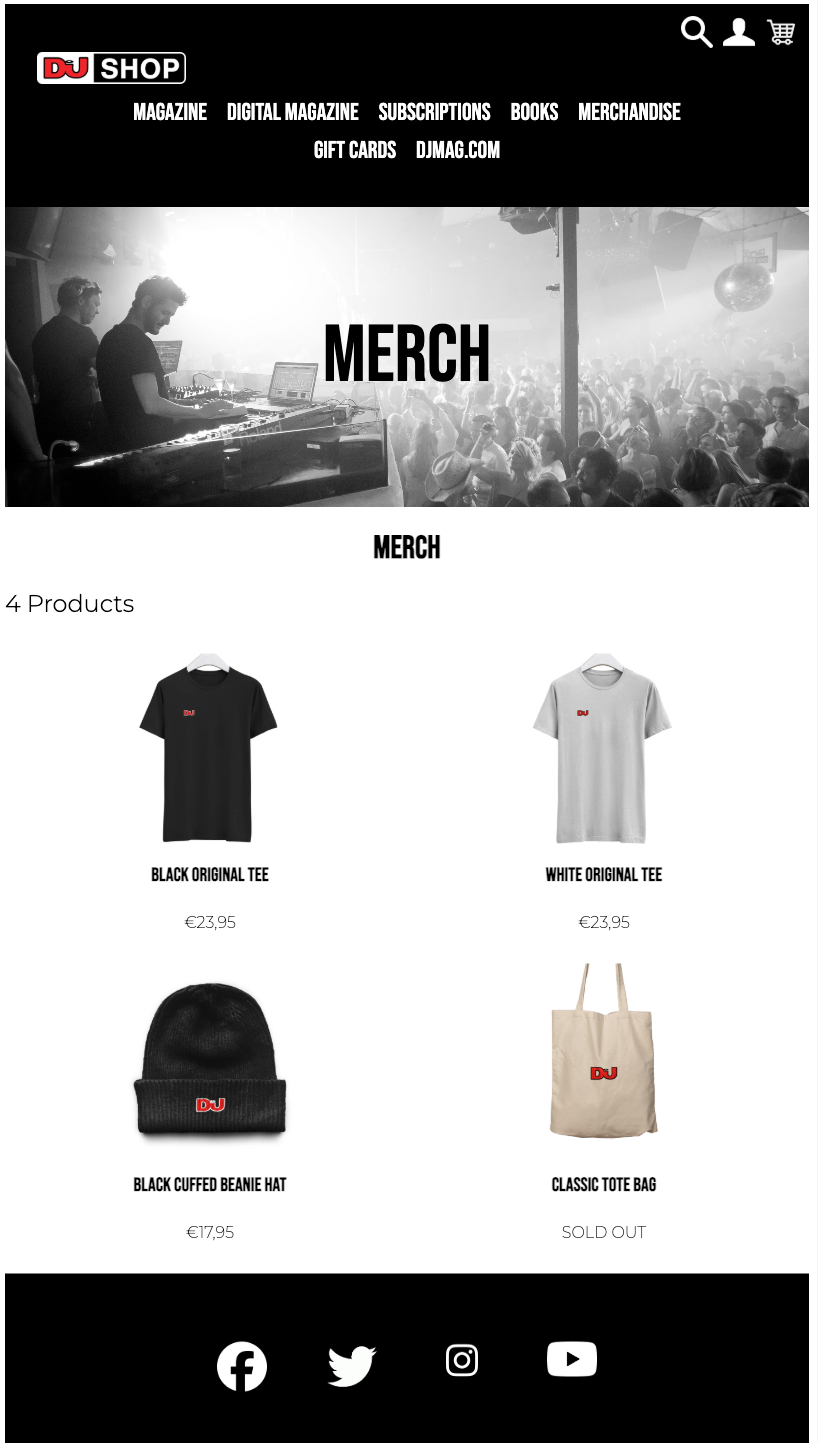 DJ SHOP
MAGAZINE DIGITAL MAGAZINE SUBSCRIPTIONS BOOKS MERCHANDISE
GIFT CARDS DJMAG.COM
MERCH
MERCH
4 Products
DJ
DJ
BLACK ORIGINAL TEE
WHITE ORIGINAL TEE
€23,95
€23,95
DJ
DJ
BLACK CUFFED BEANIE HAT
CLASSIC TOTE BAG
€17,95
SOLD OUT